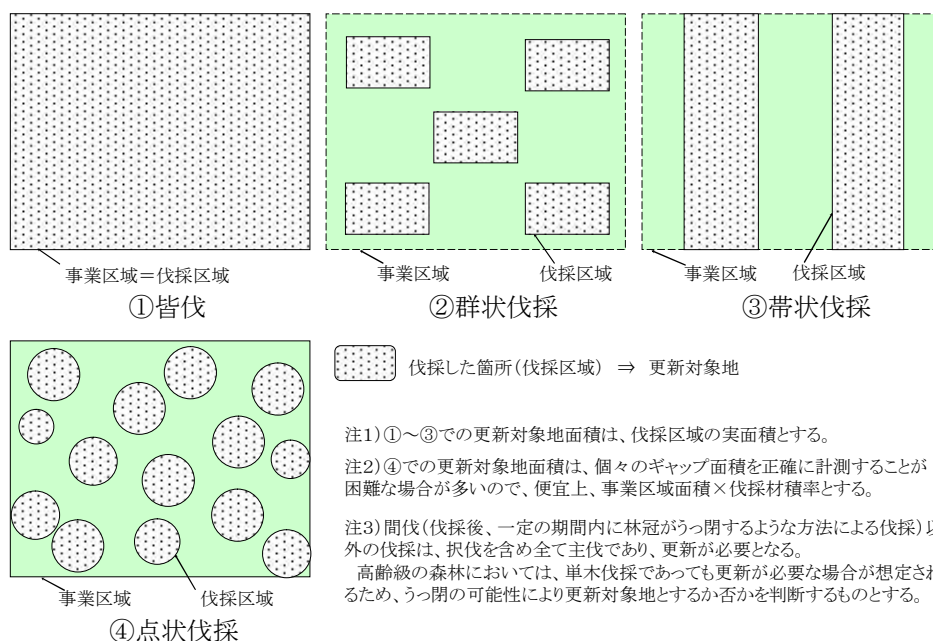 事業区域＝伐採区域
①皆伐
事業区域
伐採区域
②群状伐採
事業区域
伐採区域
③帯状伐採
伐採した箇所(伐採区域) ⇒ 更新対象地
注1)①～③での更新対象地面積は、伐採区域の実面積とする。
注2)④での更新対象地面積は、個々のギャップ面積を正確に計測することが
困難な場合が多いので、便宜上、事業区域面積×伐採材積率とする。
注3)間伐(伐採後、一定の期間内に林冠がうっ閉するような方法による伐採)以
外の伐採は、択伐を含め全て主伐であり、更新が必要となる。
高齢級の森林においては、単木伐採であっても更新が必要な場合が想定され
るため、うっ閉の可能性により更新対象地とするか否かを判断するものとする。
事業区域
伐採区域
④点状伐採